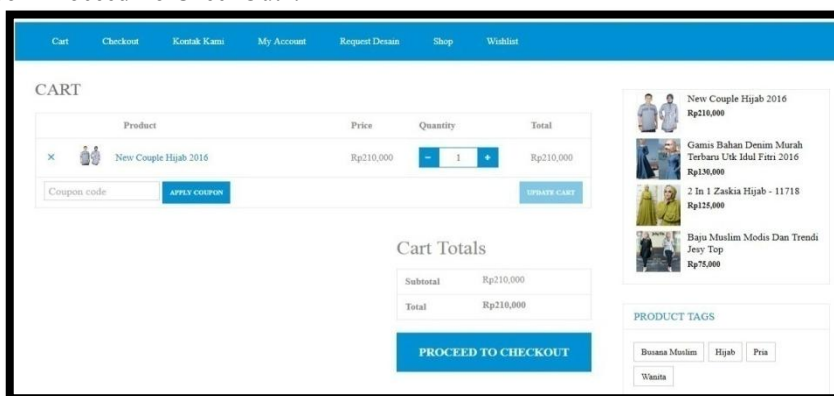 Cart Checkout Kontak Kami My Account Request Desain Shop Wishlist
CART
Product Price Quantity Total
× New Couple Hijab 2016 Rp210,000 - 1 + Rp210,000
Coupon code APPLY COUPON UPDATE CART
Cart Totals
Subtotal Rp210,000
Total Rp210,000
PROCEED TO CHECKOUT
New Couple Hijab 2016
Rp210,000
Gamis Bahan Denim Murah
Terbaru Utk Idul Fitri 2016
Rp130,000
2 In 1 Zaskia Hijab - 11718
Rp125,000
Baju Muslim Modis Dan Trendi
Jesy Top
Rp75,000
PRODUCT TAGS
Busana Muslim Hijab Pria
Wanita